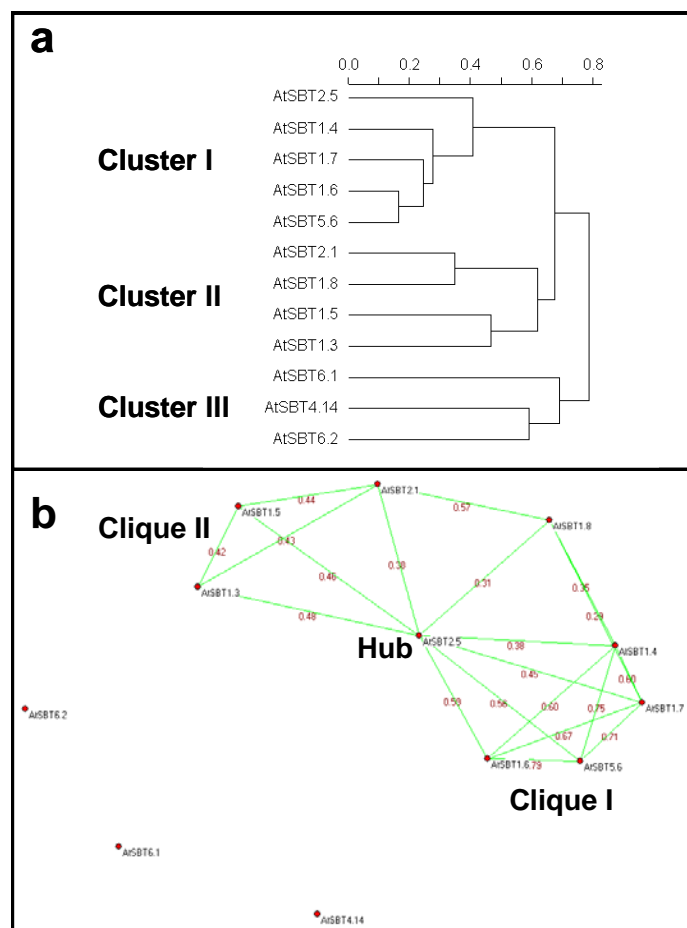 a
0.0 0.2 0.4 0.6 0.8
AtSBT2.5
AtSBT1.4
Cluster I
AtSBT1.7
AtSBT1.6
AtSBT5.6
AtSBT2.1
Cluster II
AtSBT1.8
AtSBT1.5
AtSBT1.3
AtSBT6.1
Cluster III
AtSBT4.14
AtSBT6.2
b
AtSBT2.1
0.44
0.57
AtSBT1.5
Clique II
AtSBT1.8
0.43
0.42
0.38
0.46
0.31
0.35
AtSBT1.3
0.48
0.29
AtSBT2.5
Hub
0.38
AtSBT1.4
0.45
0.60
0.59
0.56
0.60
0.75
AtSBT1.7
AtSBT6.2
0.67
0.71
AtSBT1.6
.79
AtSBT5.6
Clique I
AtSBT6.1
AtSBT4.14